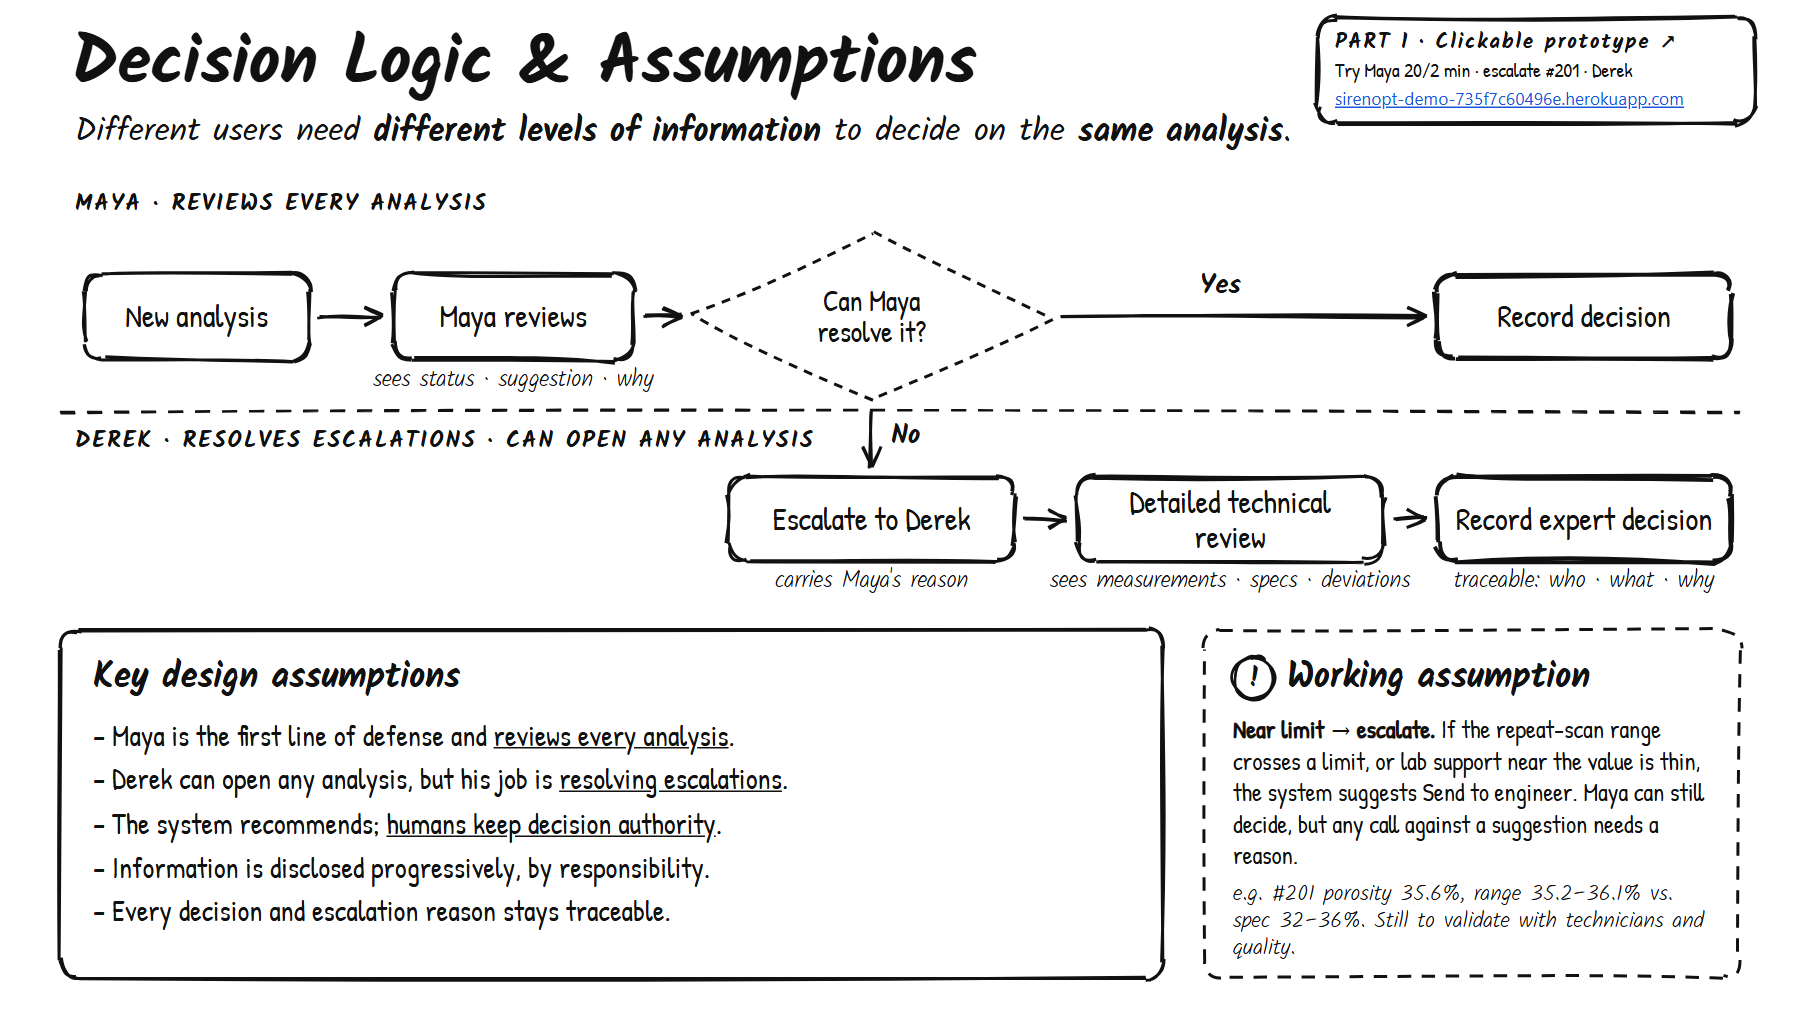 Decision Logic & Assumptions
Different users need different levels of information to decide on the same analysis.
PART 1 · Clickable prototype ↗
Try Maya 20/2 min · escalate #201 · Derek
sirenopt-demo-735f7c60496e.herokuapp.com
MAYA · REVIEWS EVERY ANALYSIS
New analysis
Maya reviews
sees status · suggestion · why
Can Maya
resolve it?
Yes
Record decision
DEREK · RESOLVES ESCALATIONS · CAN OPEN ANY ANALYSIS
No
Escalate to Derek
carries Maya's reason
Detailed technical
review
sees measurements · specs · deviations
Record expert decision
traceable: who · what · why
Key design assumptions
– Maya is the first line of defense and reviews every analysis.
– Derek can open any analysis, but his job is resolving escalations.
– The system recommends; humans keep decision authority.
– Information is disclosed progressively, by responsibility.
– Every decision and escalation reason stays traceable.
! Working assumption
Near limit → escalate. If the repeat-scan range
crosses a limit, or lab support near the value is thin,
the system suggests Send to engineer. Maya can still
decide, but any call against a suggestion needs a
reason.
e.g. #201 porosity 35.6%, range 35.2–36.1% vs.
spec 32–36%. Still to validate with technicians and
quality.